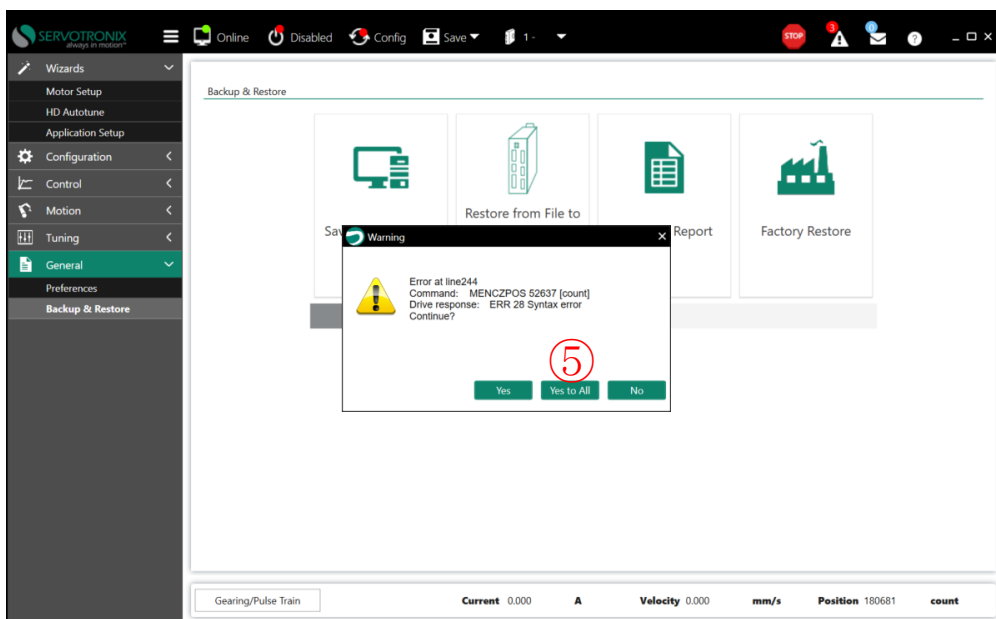 SERVOTRONIX
always in motion™
Online
Disabled
Config
Save
1 -
STOP
3
0
?
Wizards
Motor Setup
HD Autotune
Application Setup
Configuration
Control
Motion
Tuning
General
Preferences
Backup & Restore
Backup & Restore
Restore from File to
Sav
Report
Factory Restore
Warning
Error at line244
Command: MENCZPOS 52637 [count]
Drive response: ERR 28 Syntax error
Continue?
⑤
Yes
Yes to All
No
Gearing/Pulse Train
Current 0.000 A
Velocity 0.000 mm/s
Position 180681 count